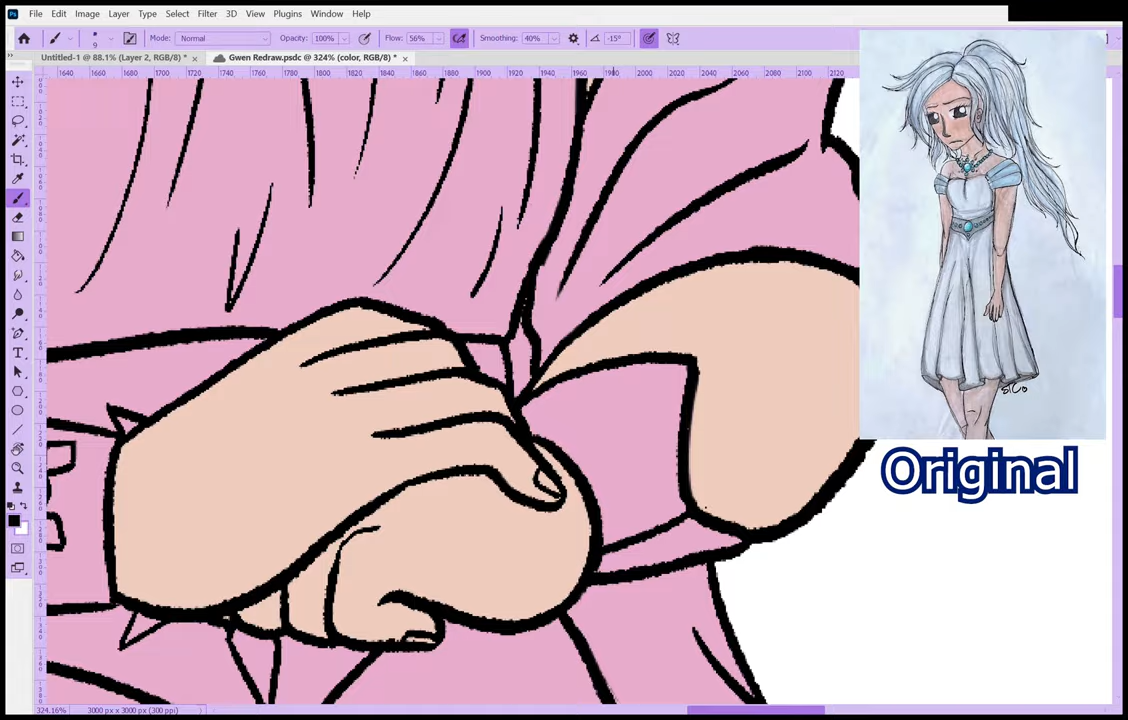 File Edit Image Layer Type Select Filter 3D View Plugins Window Help
9 Mode: Normal Opacity: 100% Flow: 56% Smoothing: 40% -15°
Untitled-1 @ 88.1% (Layer 2, RGB/8) * × Gwen Redraw.psdc @ 324% (color, RGB/8) * ×
1640 1660 1680 1700 1720 1740 1760 1780 1800 1820 1840 1860 1880 1900 1920 1940 1960 1980 2000 2020 2040 2060 2080 2100 2120
Original
324.16% 3000 px x 3000 px (300 ppi)